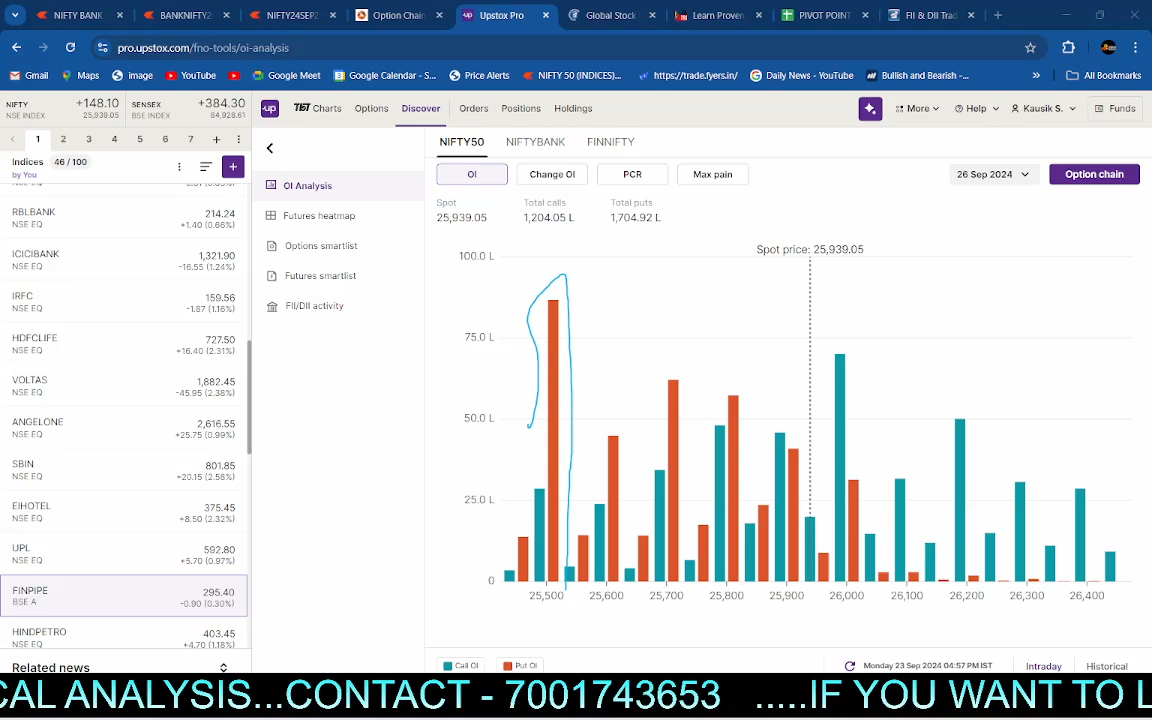 NIFTY BANK
BANKNIFTY2
NIFTY24SEP2
Option Chain
Upstox Pro
Global Stock
Learn Proven
PIVOT POINT
FII & DII Trad
pro.upstox.com/fno-tools/oi-analysis
Gmail
Maps
image
YouTube
Google Meet
Google Calendar - S...
Price Alerts
NIFTY 50 (INDICES)...
https://trade.fyers.in/
Daily News - YouTube
Bullish and Bearish -...
All Bookmarks
NIFTY +148.10
NSE INDEX 25,939.05
SENSEX +384.30
BSE INDEX 84,928.61
up
TBT Charts
Options
Discover
Orders
Positions
Holdings
More
Help
Kausik S.
Funds
1 2 3 4 5 6 7 +
Indices 46 / 100
by You
NSE EQ
RBLBANK 214.24
NSE EQ +1.40 (0.66%)
ICICIBANK 1,321.90
NSE EQ -16.55 (1.24%)
IRFC 159.56
NSE EQ -1.87 (1.16%)
HDFCLIFE 727.50
NSE EQ +16.40 (2.31%)
VOLTAS 1,882.45
NSE EQ -45.95 (2.38%)
ANGELONE 2,616.55
NSE EQ +25.75 (0.99%)
SBIN 801.85
NSE EQ +20.15 (2.58%)
EIHOTEL 375.45
NSE EQ +8.50 (2.32%)
UPL 592.80
NSE EQ +5.70 (0.97%)
FINPIPE 295.40
BSE A -0.90 (0.30%)
HINDPETRO 403.45
NSE EQ +4.70 (1.18%)
Related news
OI Analysis
Futures heatmap
Options smartlist
Futures smartlist
FII/DII activity
NIFTY50
NIFTYBANK
FINNIFTY
OI
Change OI
PCR
Max pain
26 Sep 2024
Option chain
Spot Total calls Total puts
25,939.05 1,204.05 L 1,704.92 L
Spot price: 25,939.05
100.0 L
75.0 L
50.0 L
25.0 L
0
25,500 25,600 25,700 25,800 25,900 26,000 26,100 26,200 26,300 26,400
Call OI
Put OI
Monday 23 Sep 2024 04:57 PM IST
Intraday
Historical
CAL ANALYSIS...CONTACT - 7001743653 .....IF YOU WANT TO L